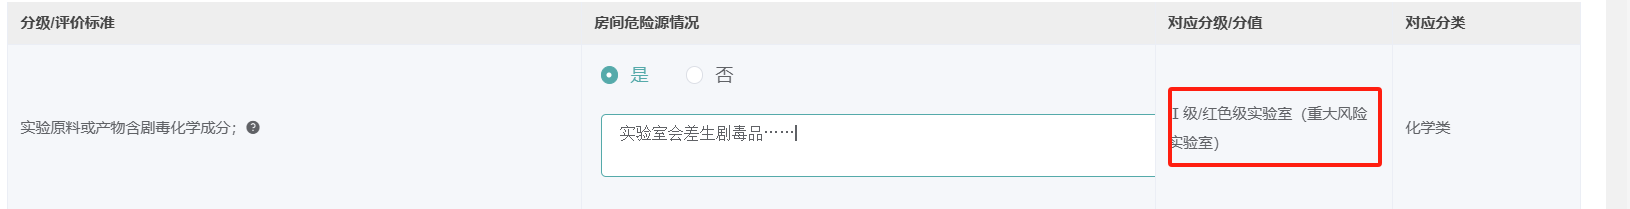 分级/评价标准
房间危险源情况
对应分级/分值
对应分类
是
否
实验原料或产物含剧毒化学成分；
实验室会差生剧毒品……
Ⅰ级/红色级实验室（重大风险
实验室）
化学类